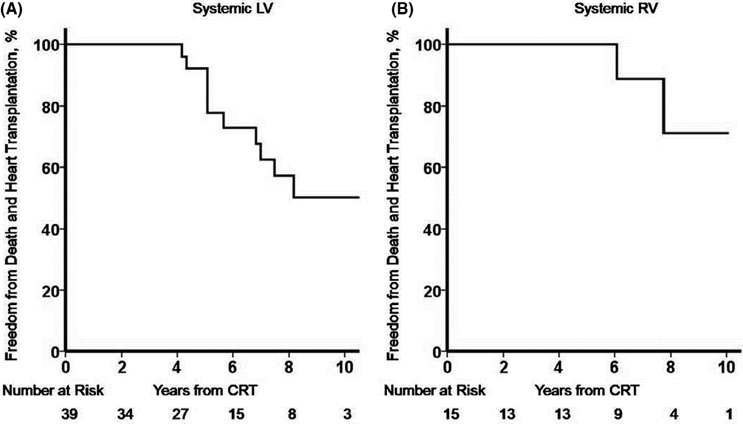 (A)
Systemic LV
Freedom from Death and Heart Transplantation, %
100
80
60
40
20
0
0 2 4 6 8 10
Number at Risk Years from CRT
39 34 27 15 8 3
(B)
Systemic RV
Freedom from Death and Heart Transplantation, %
100
80
60
40
20
0
0 2 4 6 8 10
Number at Risk Years from CRT
15 13 13 9 4 1